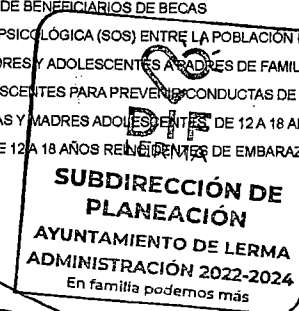 DE BENEFICIARIOS DE BECAS
PSICOLÓGICA (SOS) ENTRE LA POBLACIÓN
Y ADOLESCENTES A PADRES DE FAMIL
PARA PREVENIR CONDUCTAS DE
AS Y MADRES ADOLESCENTES DE 12 A 18
E 12 A 18 AÑOS REINCIDENTES DE EMBARAZ
DIF
LERMA
SUBDIRECCIÓN DE
PLANEACIÓN
AYUNTAMIENTO DE LERMA
ADMINISTRACIÓN 2022-2024
En familia podemos más